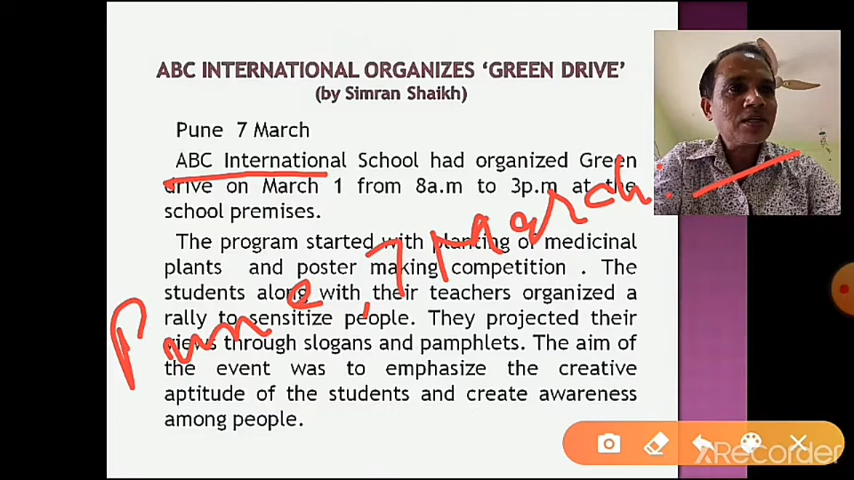 ABC INTERNATIONAL ORGANIZES ‘GREEN DRIVE’
(by Simran Shaikh)
Pune 7 March
ABC International School had organized Green
drive on March 1 from 8a.m to 3p.m at the
school premises.
The program started with planting of medicinal
plants and poster making competition . The
students along with their teachers organized a
rally to sensitize people. They projected their
views through slogans and pamphlets. The aim of
the event was to emphasize the creative
aptitude of the students and create awareness
among people.
Pune, 7 March.
XRecorder